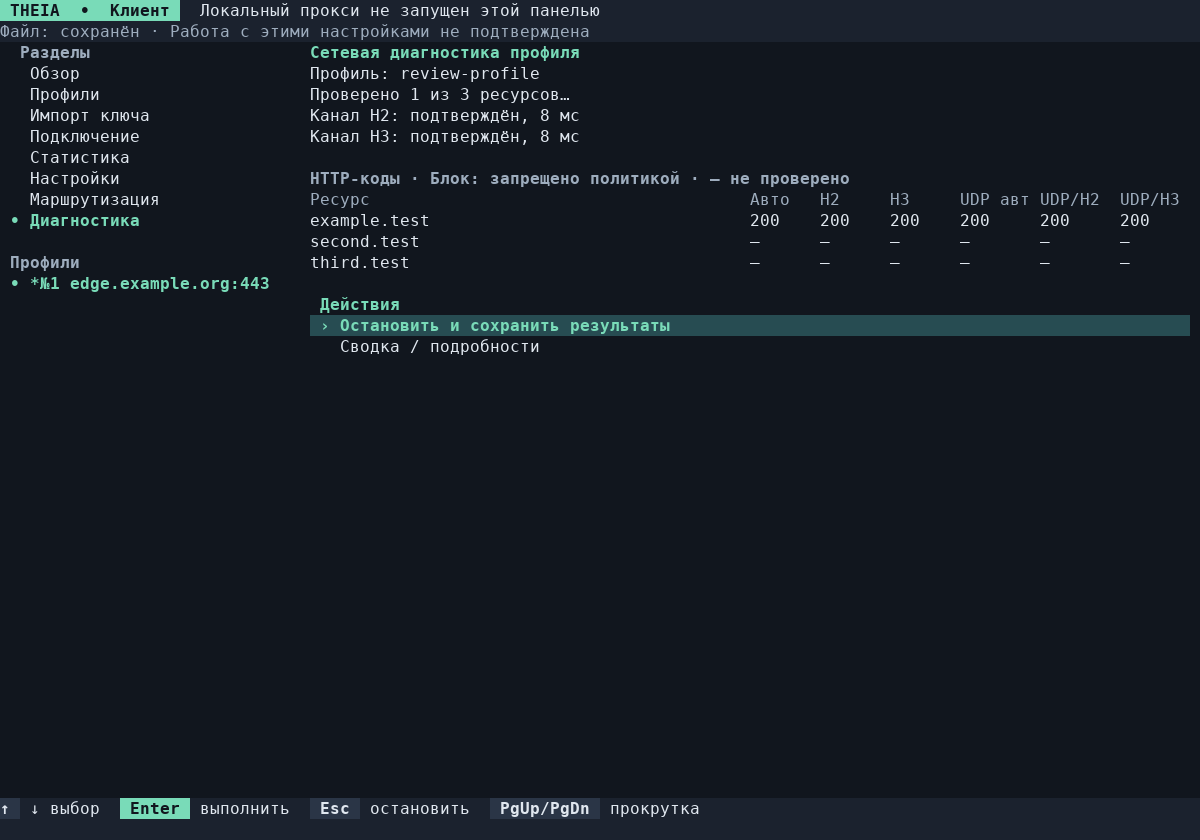 THEIA • Клиент Локальный прокси не запущен этой панелью
Файл: сохранён · Работа с этими настройками не подтверждена
Разделы
Обзор
Профили
Импорт ключа
Подключение
Статистика
Настройки
Маршрутизация
• Диагностика
Профили
• *№1 edge.example.org:443
Сетевая диагностика профиля
Профиль: review-profile
Проверено 1 из 3 ресурсов…
Канал H2: подтверждён, 8 мс
Канал H3: подтверждён, 8 мс
HTTP-коды · Блок: запрещено политикой · — не проверено
Ресурс Авто H2 H3 UDP авт UDP/H2 UDP/H3
example.test 200 200 200 200 200 200
second.test — — — — — —
third.test — — — — — —
Действия
› Остановить и сохранить результаты
Сводка / подробности
↑ ↓ выбор Enter выполнить Esc остановить PgUp/PgDn прокрутка